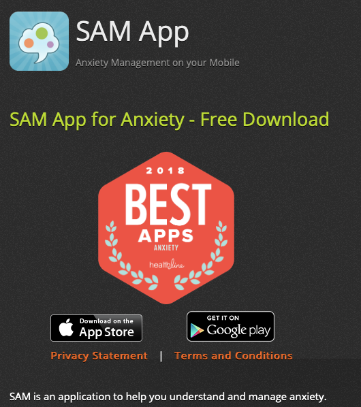 SAM App
Anxiety Management on your Mobile
SAM App for Anxiety - Free Download
2018
BEST
APPS
ANXIETY
healthline
Download on the
App Store
GET IT ON
Google play
Privacy Statement | Terms and Conditions
SAM is an application to help you understand and manage anxiety.